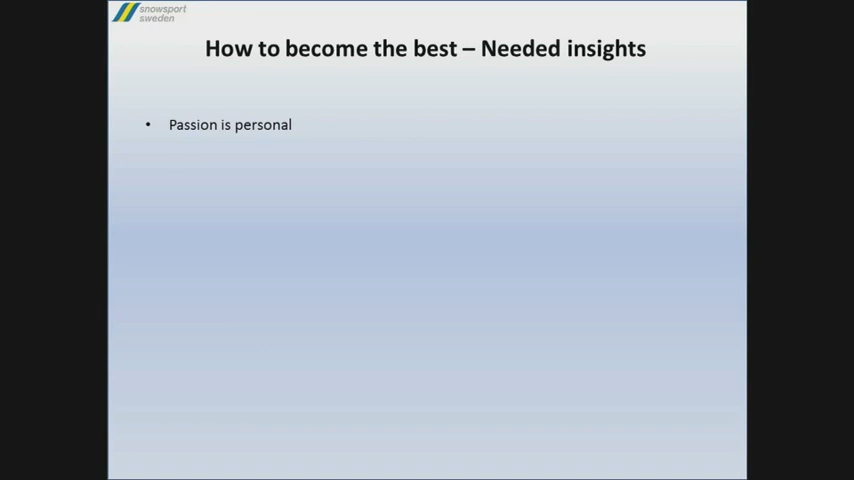 snowsport
sweden
How to become the best – Needed insights
• Passion is personal